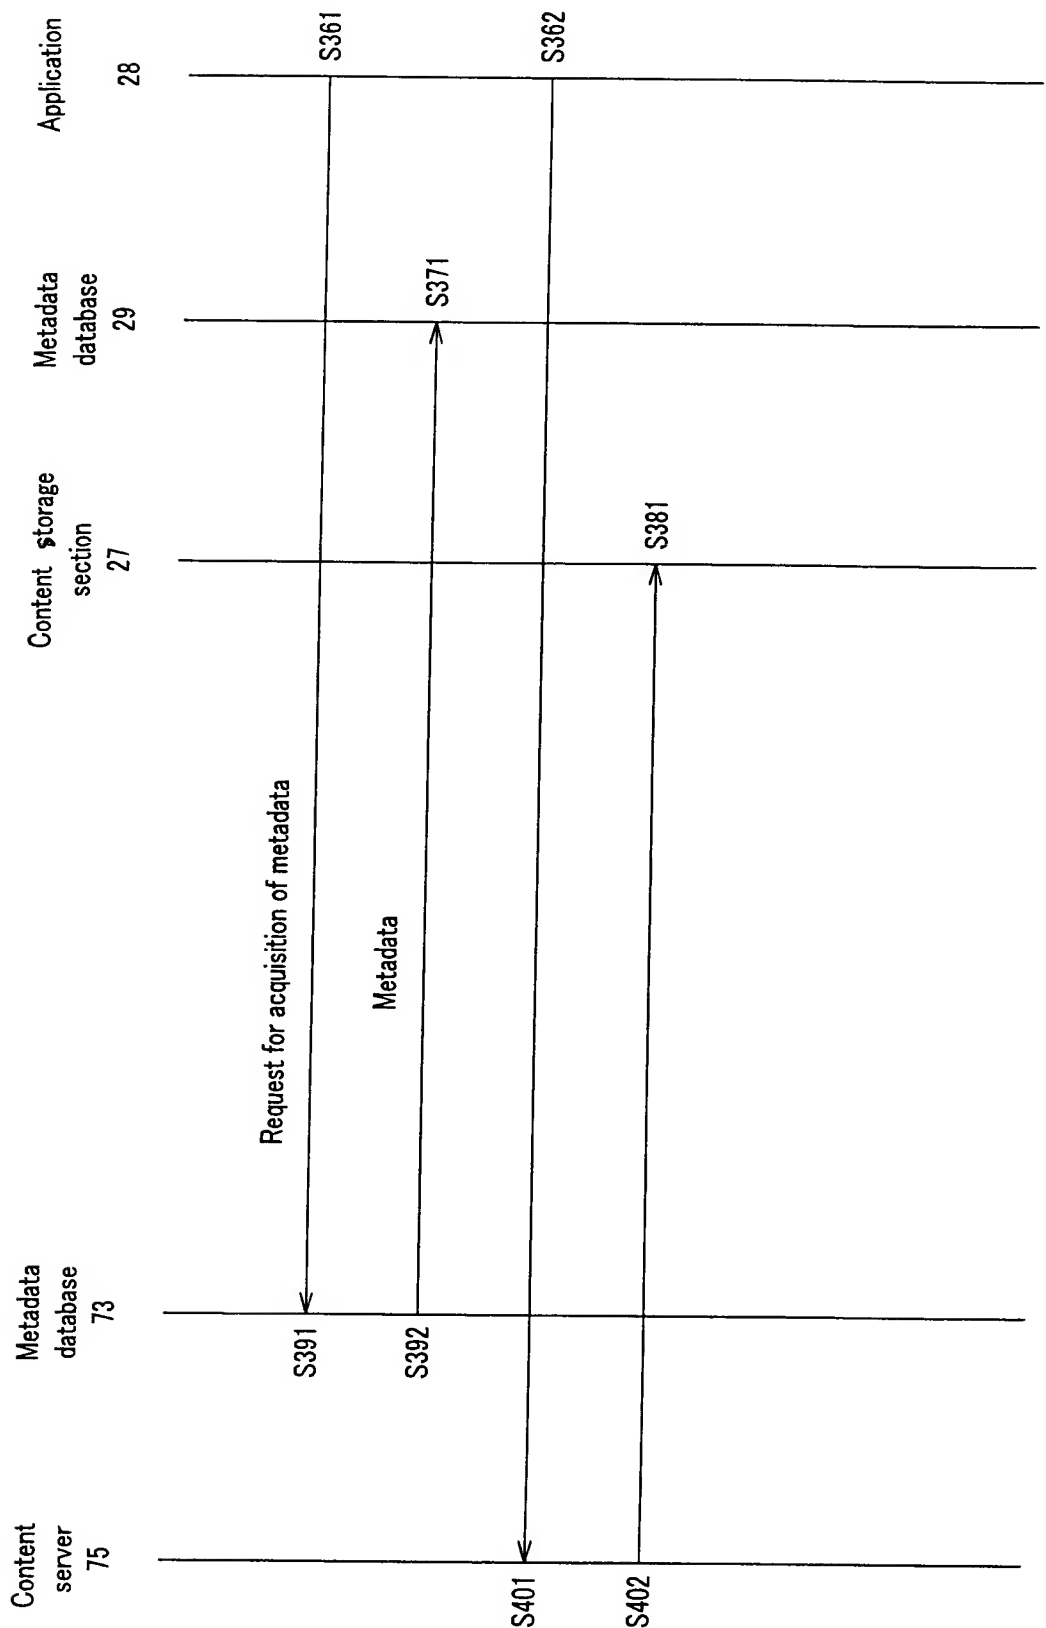 Content
server
75
Metadata
database
73
Content storage
section
27
Metadata
database
29
Application
28
Request for acquisition of metadata
S391
S361
Metadata
S392
S371
S401
S362
S402
S381